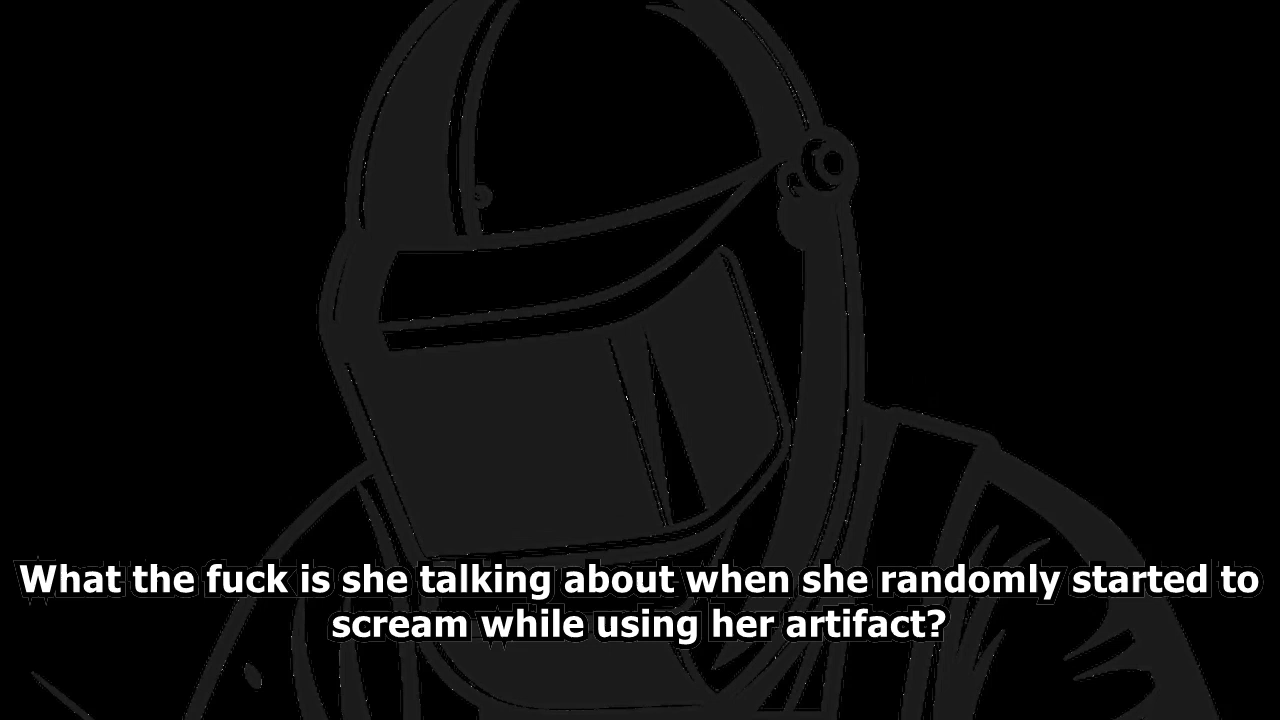 What the fuck is she talking about when she randomly started to
scream while using her artifact?